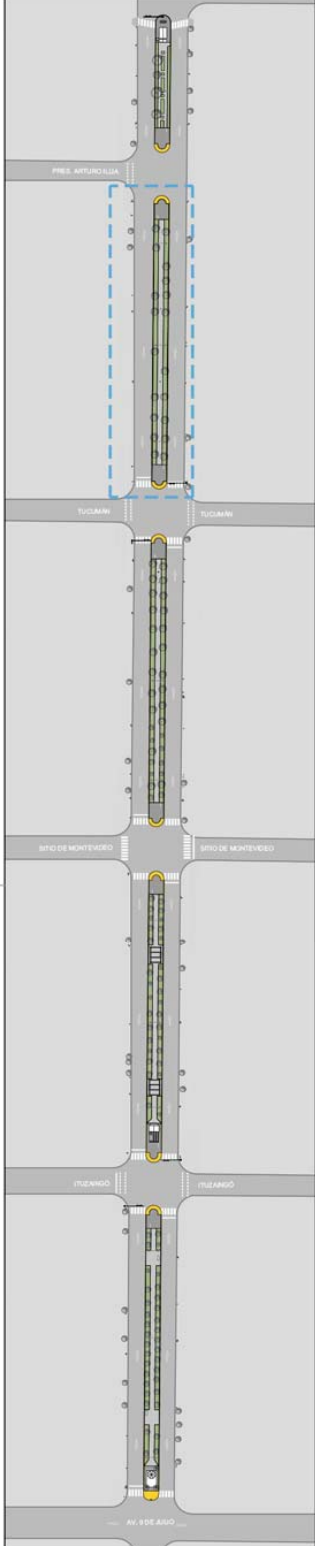 PRES. ARTURO ILLIA
TUCUMÁN
TUCUMÁN
SITIO DE MONTEVIDEO
SITIO DE MONTEVIDEO
ITUZAINGÓ
ITUZAINGÓ
AV. 9 DE JULIO